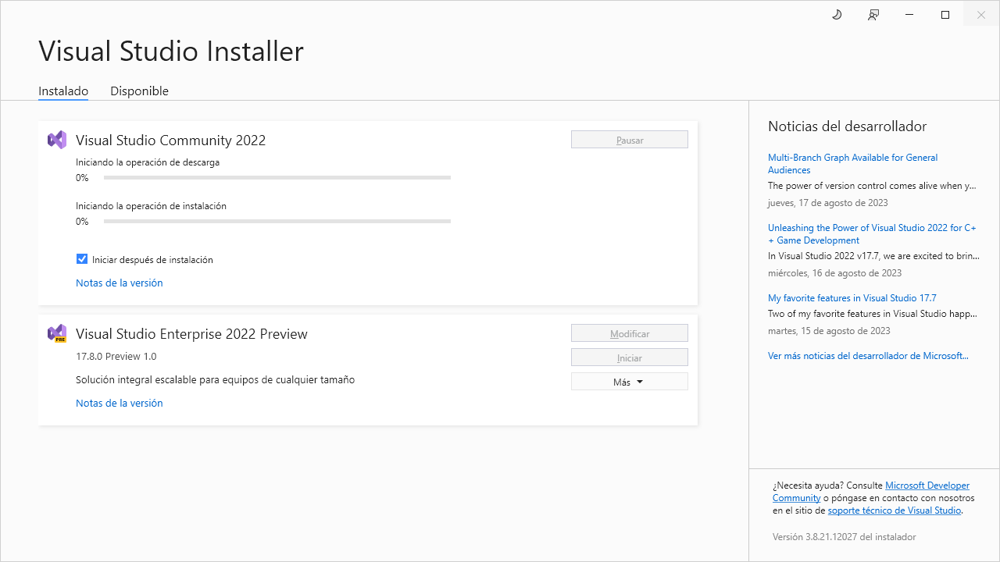 Visual Studio Installer
Instalado
Disponible
Visual Studio Community 2022
Pausar
Iniciando la operación de descarga
0%
Iniciando la operación de instalación
0%
Iniciar después de instalación
Notas de la versión
PRE
Visual Studio Enterprise 2022 Preview
Modificar
17.8.0 Preview 1.0
Iniciar
Solución integral escalable para equipos de cualquier tamaño
Más
Notas de la versión
Noticias del desarrollador
Multi-Branch Graph Available for General
Audiences
The power of version control comes alive when y...
jueves, 17 de agosto de 2023
Unleashing the Power of Visual Studio 2022 for C+
+ Game Development
In Visual Studio 2022 v17.7, we are excited to brin...
miércoles, 16 de agosto de 2023
My favorite features in Visual Studio 17.7
Two of my favorite features in Visual Studio happ...
martes, 15 de agosto de 2023
Ver más noticias del desarrollador de Microsoft...
¿Necesita ayuda? Consulte Microsoft Developer
Community o póngase en contacto con nosotros
en el sitio de soporte técnico de Visual Studio.
Versión 3.8.21.12027 del instalador